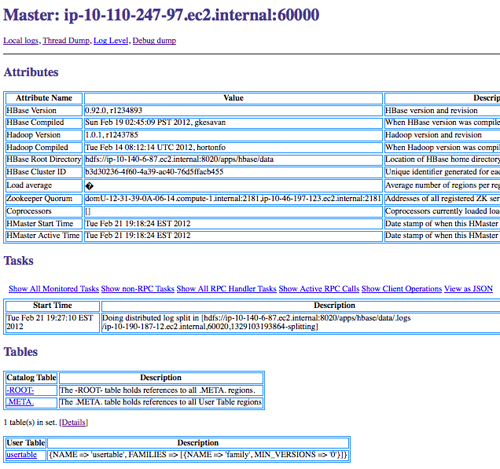 Master: ip-10-110-247-97.ec2.internal:60000
Local logs, Thread Dump, Log Level, Debug dump
Attributes
Attribute Name Value Descrip
HBase Version 0.92.0, r1234893 HBase version and revision
HBase Compiled Sun Feb 19 02:45:09 PST 2012, gkesavan When HBase version was compile
Hadoop Version 1.0.1, r1243785 Hadoop version and revision
Hadoop Compiled Tue Feb 14 08:12:14 UTC 2012, hortonfo When Hadoop version was compil
HBase Root Directory hdfs://ip-10-140-6-87.ec2.internal:8020/apps/hbase/data Location of HBase home directory
HBase Cluster ID b3d30236-4f60-4a39-ac40-76d5ffacb455 Unique identifier generated for eac
Load average � Average number of regions per reg
Zookeeper Quorum domU-12-31-39-0A-06-14.compute-1.internal:2181,ip-10-46-197-123.ec2.internal:2181 Addresses of all registered ZK serv
Coprocessors [] Coprocessors currently loaded load
HMaster Start Time Tue Feb 21 19:18:24 EST 2012 Date stamp of when this HMaster
HMaster Active Time Tue Feb 21 19:18:24 EST 2012 Date stamp of when this HMaster
Tasks
Show All Monitored Tasks Show non-RPC Tasks Show All RPC Handler Tasks Show Active RPC Calls Show Client Operations View as JSON
Start Time Description
Tue Feb 21 19:27:10 EST Doing distributed log split in [hdfs://ip-10-140-6-87.ec2.internal:8020/apps/hbase/data/.logs
2012 /ip-10-190-187-12.ec2.internal,60020,1329103193864-splitting]
Tables
Catalog Table Description
-ROOT- The -ROOT- table holds references to all .META. regions.
.META. The .META. table holds references to all User Table regions
1 table(s) in set. [Details]
User Table Description
usertable {NAME => 'usertable', FAMILIES => [{NAME => 'family', MIN_VERSIONS => '0'}]}